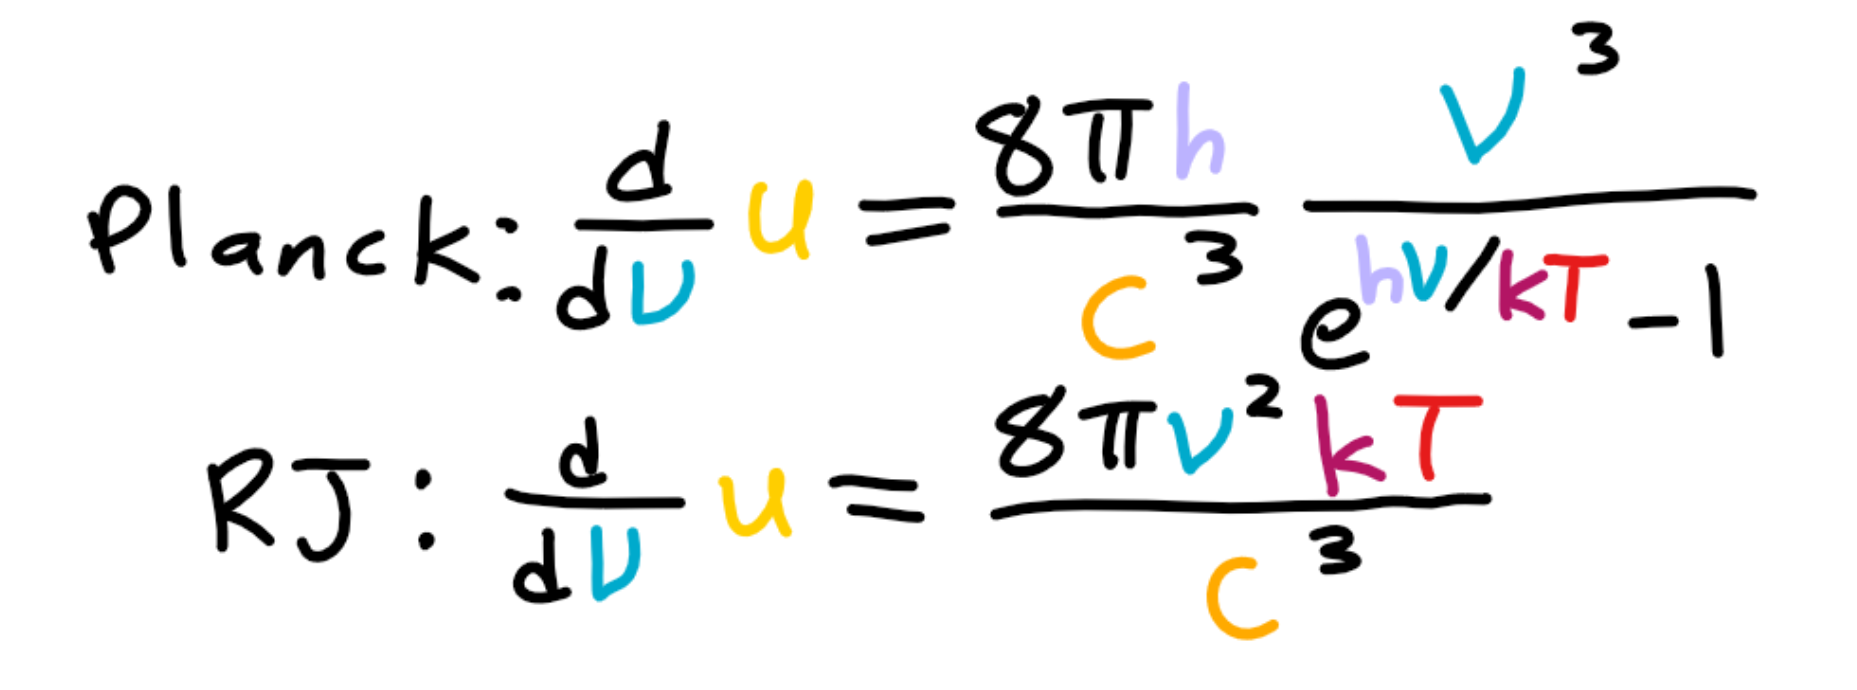 Planck: d/dν u = 8πh/c³ ν³/(e^(hν/kT) - 1)
RJ: d/dν u = 8πν²kT/c³